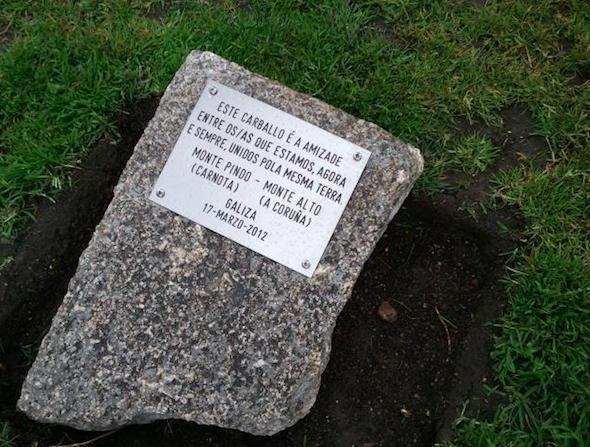 ESTE CARBALLO É A AMIZADE
ENTRE OS/AS QUE ESTAMOS, AGORA
E SEMPRE, UNIDOS POLA MESMA TERRA.
MONTE PINDO - MONTE ALTO
(CARNOTA) (A CORUÑA)
GALIZA
17-MARZO-2012